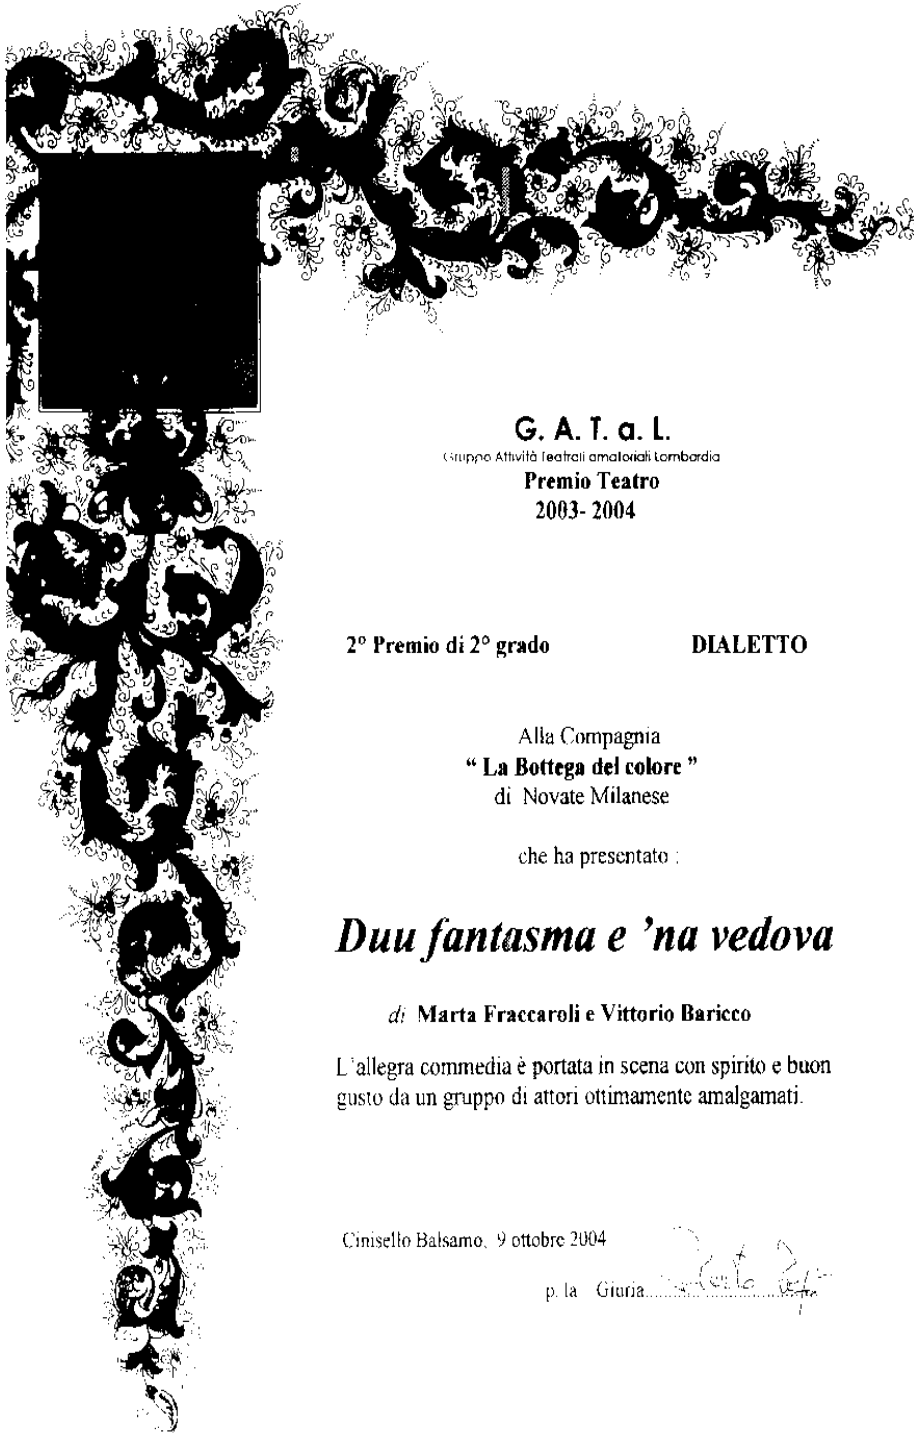 G. A. T. a. L.
Gruppo Attività Teatrali amatoriali Lombardia
Premio Teatro
2003- 2004
2° Premio di 2° grado DIALETTO
Alla Compagnia
“ La Bottega del colore ”
di Novate Milanese
che ha presentato :
Duu fantasma e ’na vedova
di Marta Fraccaroli e Vittorio Baricco
L'allegra commedia è portata in scena con spirito e buon
gusto da un gruppo di attori ottimamente amalgamati.
Cinisello Balsamo, 9 ottobre 2004
p. la Giuria